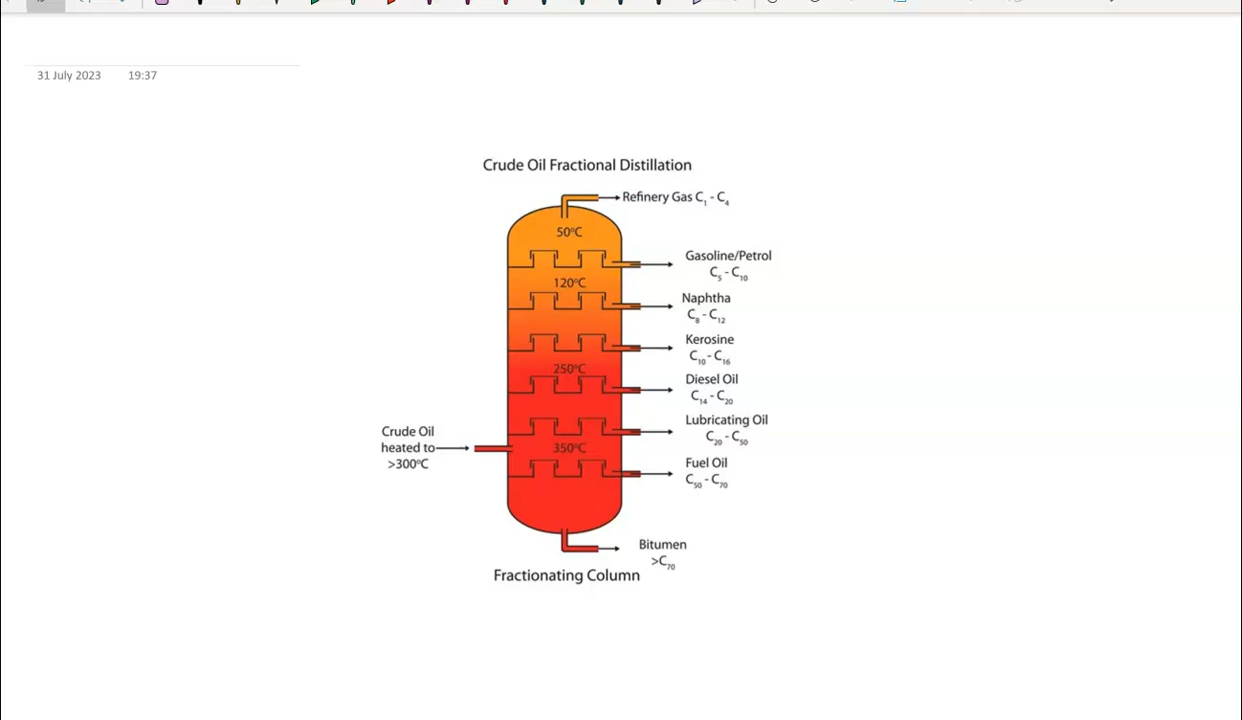 31 July 2023 19:37
Crude Oil Fractional Distillation
Refinery Gas C₁ - C₄
50°C
Gasoline/Petrol
C₅ - C₁₀
120°C
Naphtha
C₈ - C₁₂
Kerosine
C₁₀ - C₁₆
250°C
Diesel Oil
C₁₄ - C₂₀
Lubricating Oil
C₂₀ - C₅₀
Crude Oil
heated to
>300°C
350°C
Fuel Oil
C₅₀ - C₇₀
Bitumen
>C₇₀
Fractionating Column